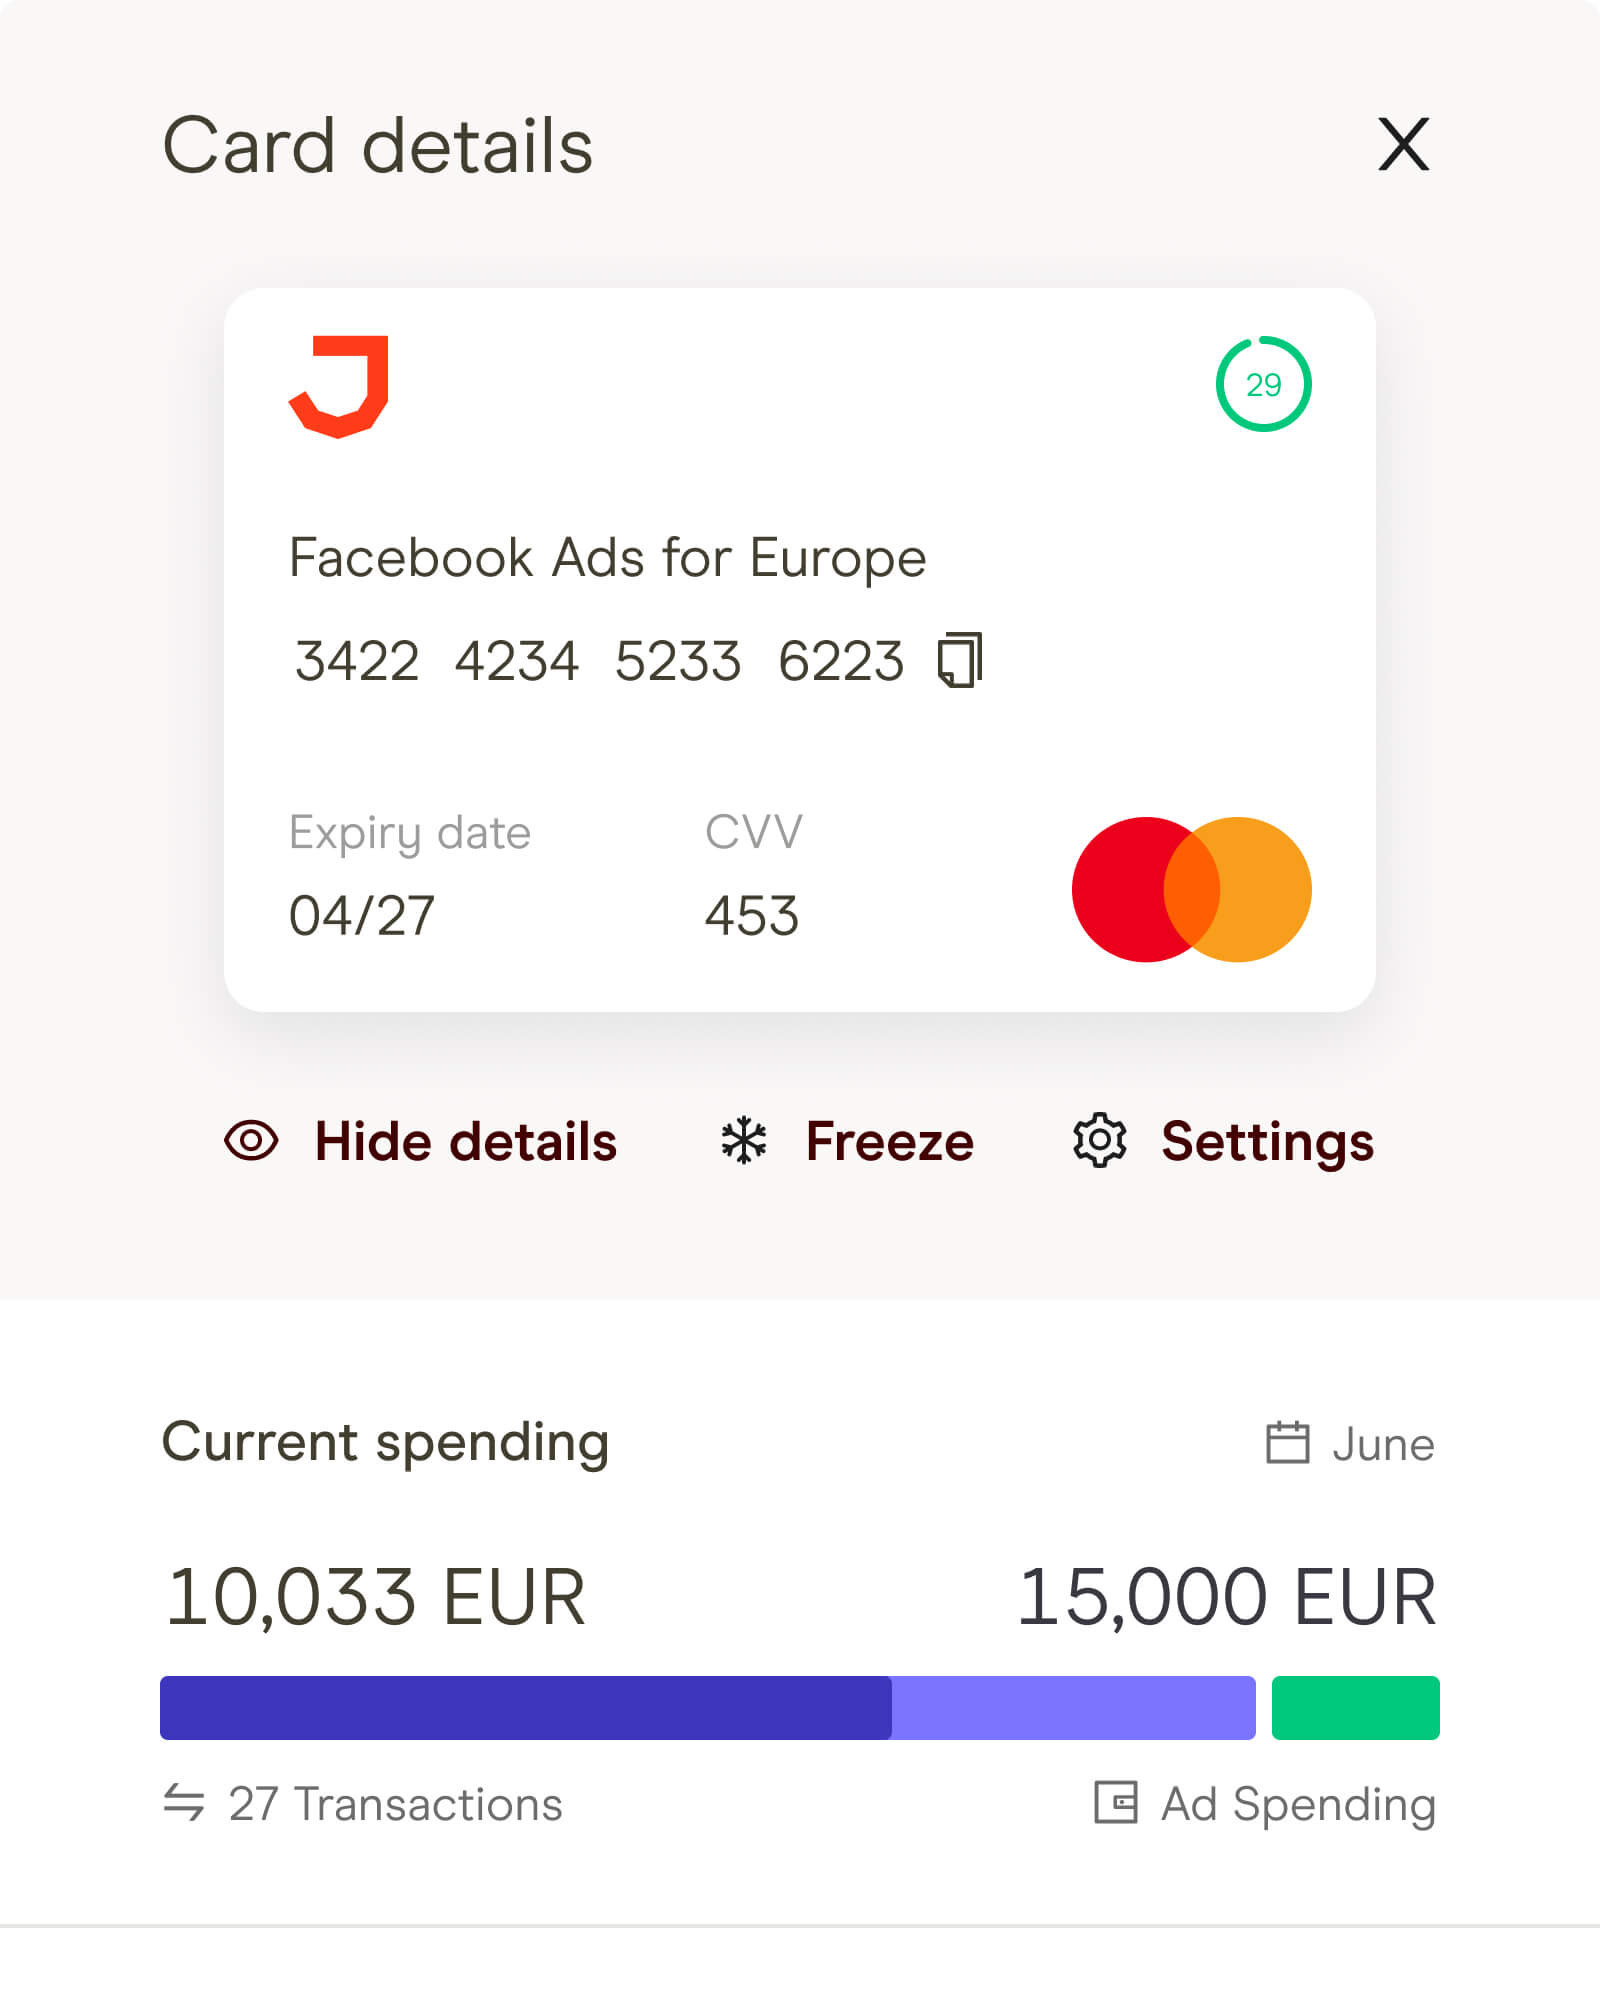 Card details
29
Facebook Ads for Europe
3422 4234 5233 6223
Expiry date CVV
04/27 453
Hide details Freeze Settings
Current spending June
10,033 EUR 15,000 EUR
27 Transactions Ad Spending